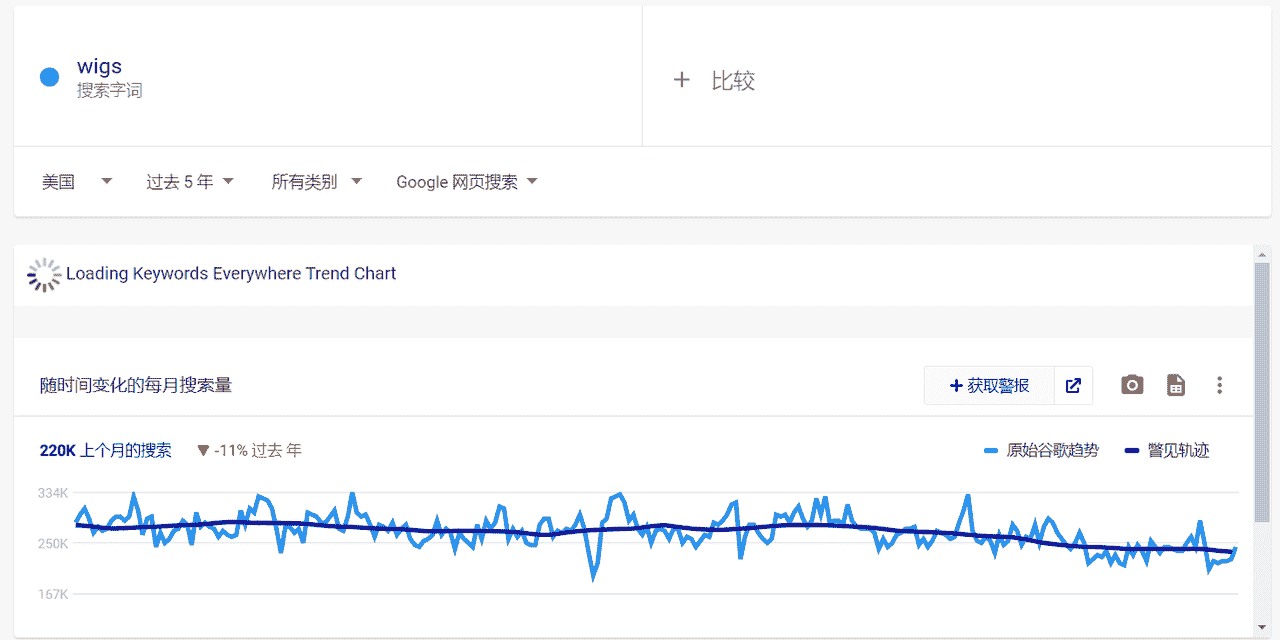 wigs
搜索字词
+ 比较
美国 过去 5 年 所有类别 Google 网页搜索
Loading Keywords Everywhere Trend Chart
随时间变化的每月搜索量
+ 获取警报
220K 上个月的搜索 ▼ -11% 过去 年
原始谷歌趋势 瞥见轨迹
334K
250K
167K